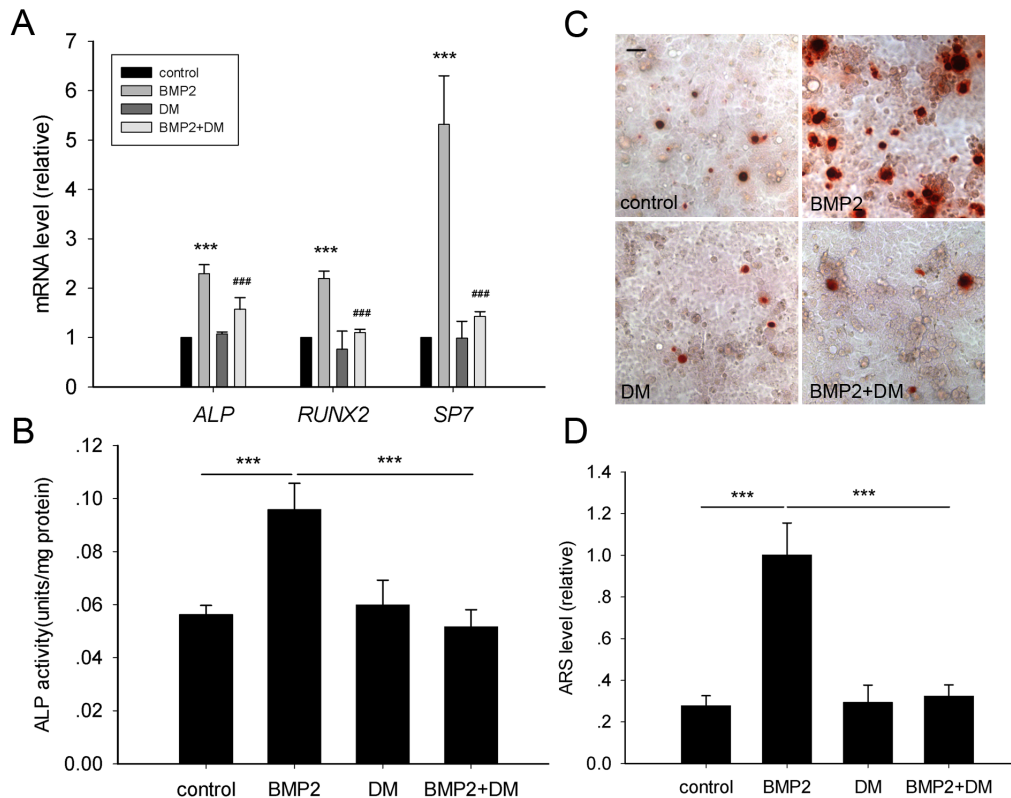 A
7
6
5
4
3
2
1
0
mRNA level (relative)
control
BMP2
DM
BMP2+DM
***
###
***
###
***
###
ALP
RUNX2
SP7
C
control
BMP2
DM
BMP2+DM
B
.12
.10
.08
.06
.04
.02
0.00
ALP activity(units/mg protein)
***
***
control
BMP2
DM
BMP2+DM
D
1.4
1.2
1.0
.8
.6
.4
.2
0.0
ARS level (relative)
***
***
control
BMP2
DM
BMP2+DM